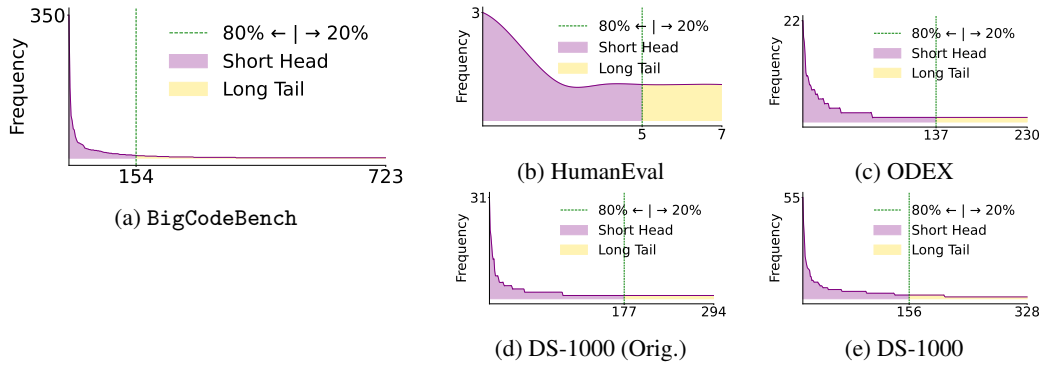 350
Frequency
80% ← | → 20%
Short Head
Long Tail
154
723
(a) BigCodeBench
3
Frequency
80% ← | → 20%
Short Head
Long Tail
5
7
(b) HumanEval
22
Frequency
80% ← | → 20%
Short Head
Long Tail
137
230
(c) ODEX
31
Frequency
80% ← | → 20%
Short Head
Long Tail
177
294
(d) DS-1000 (Orig.)
55
Frequency
80% ← | → 20%
Short Head
Long Tail
156
328
(e) DS-1000